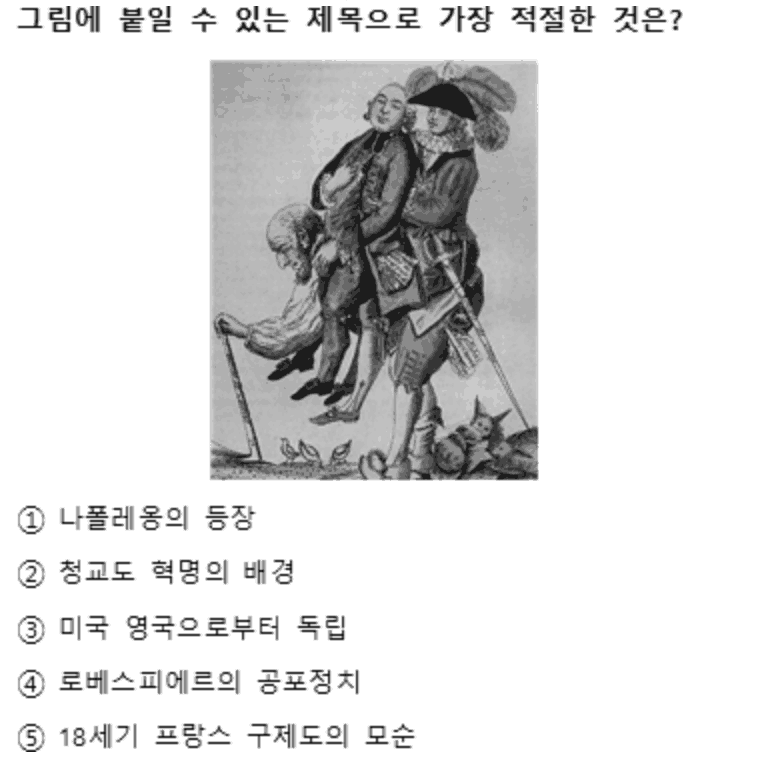 그림에 붙일 수 있는 제목으로 가장 적절한 것은?
① 나폴레옹의 등장
② 청교도 혁명의 배경
③ 미국 영국으로부터 독립
④ 로베스피에르의 공포정치
⑤ 18세기 프랑스 구제도의 모순